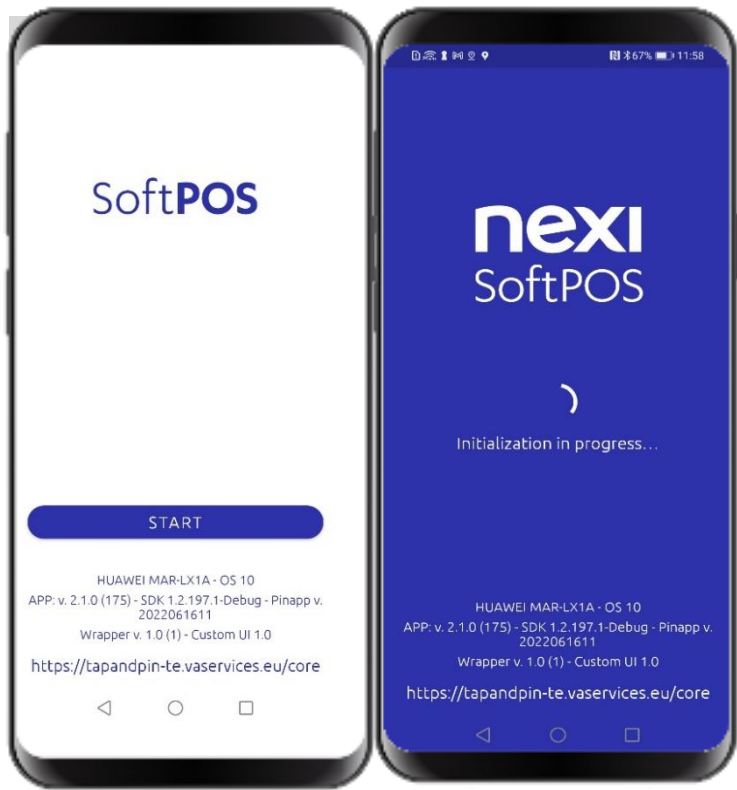 SoftPOS
START
HUAWEI MAR-LX1A - OS 10
APP: v. 2.1.0 (175) - SDK 1.2.197.1-Debug - Pinapp v.
2022061611
Wrapper v. 1.0 (1) - Custom UI 1.0
https://tapandpin-te.vaservices.eu/core
67% 11:58
nexi
SoftPOS
Initialization in progress...
HUAWEI MAR-LX1A - OS 10
APP: v. 2.1.0 (175) - SDK 1.2.197.1-Debug - Pinapp v.
2022061611
Wrapper v. 1.0 (1) - Custom UI 1.0
https://tapandpin-te.vaservices.eu/core